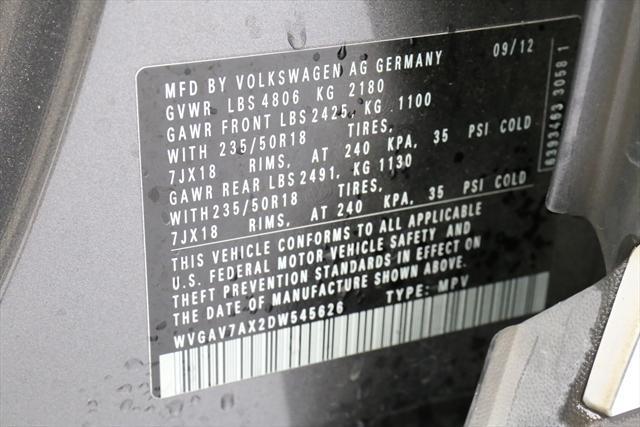 MFD BY VOLKSWAGEN AG GERMANY 09/12
GVWR LBS 4806 KG 2180
GAWR FRONT LBS 2425, KG 1100
WITH 235/50R18 TIRES,
7JX18 RIMS, AT 240 KPA, 35 PSI COLD
GAWR REAR LBS 2491, KG 1130
WITH 235/50R18 TIRES,
7JX18 RIMS, AT 240 KPA, 35 PSI COLD
THIS VEHICLE CONFORMS TO ALL APPLICABLE
U.S. FEDERAL MOTOR VEHICLE SAFETY AND
THEFT PREVENTION STANDARDS IN EFFECT ON
THE DATE OF MANUFACTURE SHOWN ABOVE.
WVGAV7AX2DW545626 TYPE: MPV
6393463 3058 1